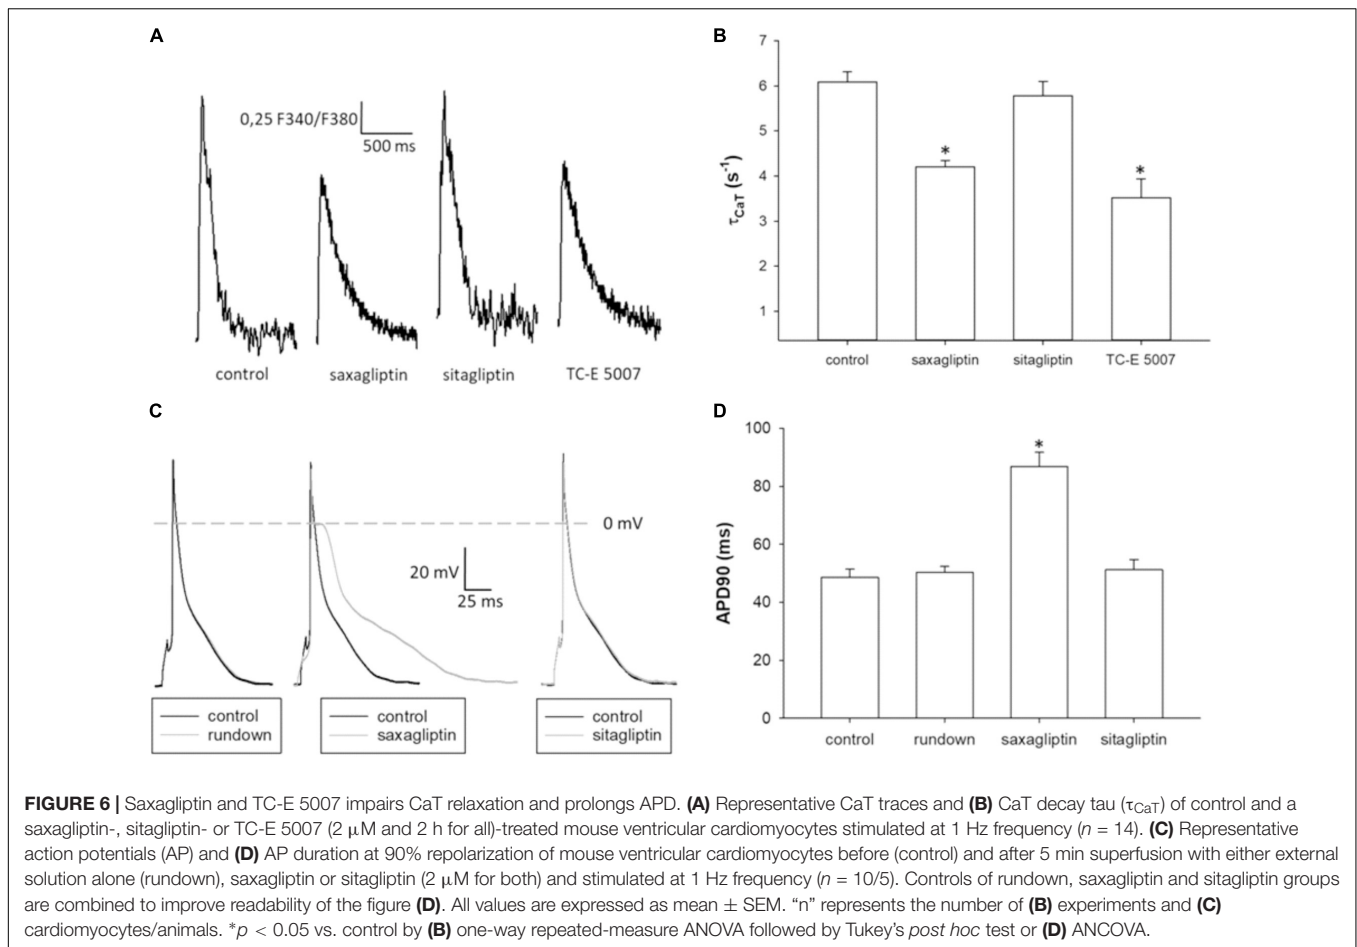 A
0,25 F340/F380
500 ms
control
saxagliptin
sitagliptin
TC-E 5007
B
7
6
5
4
3
2
1
τCaT (s-1)
*
*
control
saxagliptin
sitagliptin
TC-E 5007
C
0 mV
20 mV
25 ms
control
rundown
control
saxagliptin
control
sitagliptin
D
100
80
60
40
20
0
APD90 (ms)
*
control
rundown
saxagliptin
sitagliptin
FIGURE 6 | Saxagliptin and TC-E 5007 impairs CaT relaxation and prolongs APD. (A) Representative CaT traces and (B) CaT decay tau (τCaT) of control and a
saxagliptin-, sitagliptin- or TC-E 5007 (2 μM and 2 h for all)-treated mouse ventricular cardiomyocytes stimulated at 1 Hz frequency (n = 14). (C) Representative
action potentials (AP) and (D) AP duration at 90% repolarization of mouse ventricular cardiomyocytes before (control) and after 5 min superfusion with either external
solution alone (rundown), saxagliptin or sitagliptin (2 μM for both) and stimulated at 1 Hz frequency (n = 10/5). Controls of rundown, saxagliptin and sitagliptin groups
are combined to improve readability of the figure (D). All values are expressed as mean ± SEM. “n” represents the number of (B) experiments and (C)
cardiomyocytes/animals. *p < 0.05 vs. control by (B) one-way repeated-measure ANOVA followed by Tukey’s post hoc test or (D) ANCOVA.